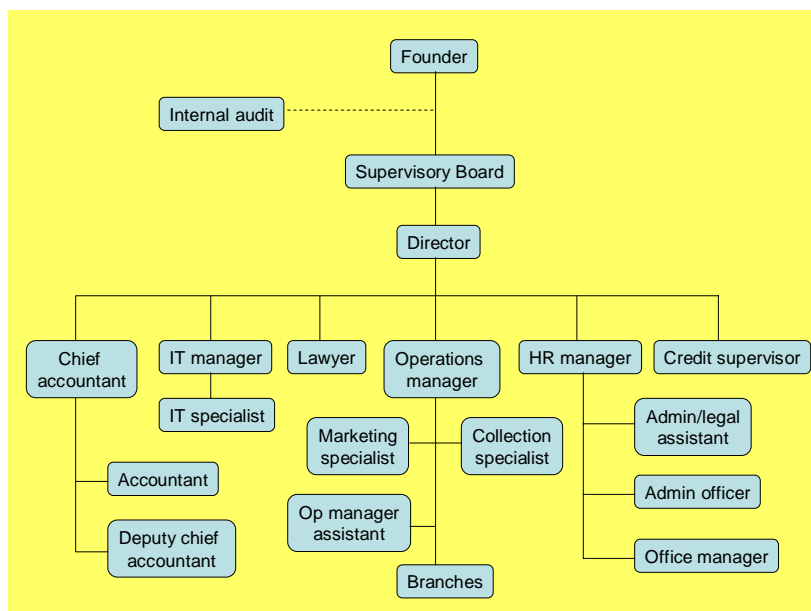 Founder
Internal audit
Supervisory Board
Director
Chief
accountant
IT manager
Lawyer
Operations
manager
HR manager
Credit supervisor
IT specialist
Marketing
specialist
Collection
specialist
Admin/legal
assistant
Accountant
Admin officer
Op manager
assistant
Deputy chief
accountant
Office manager
Branches